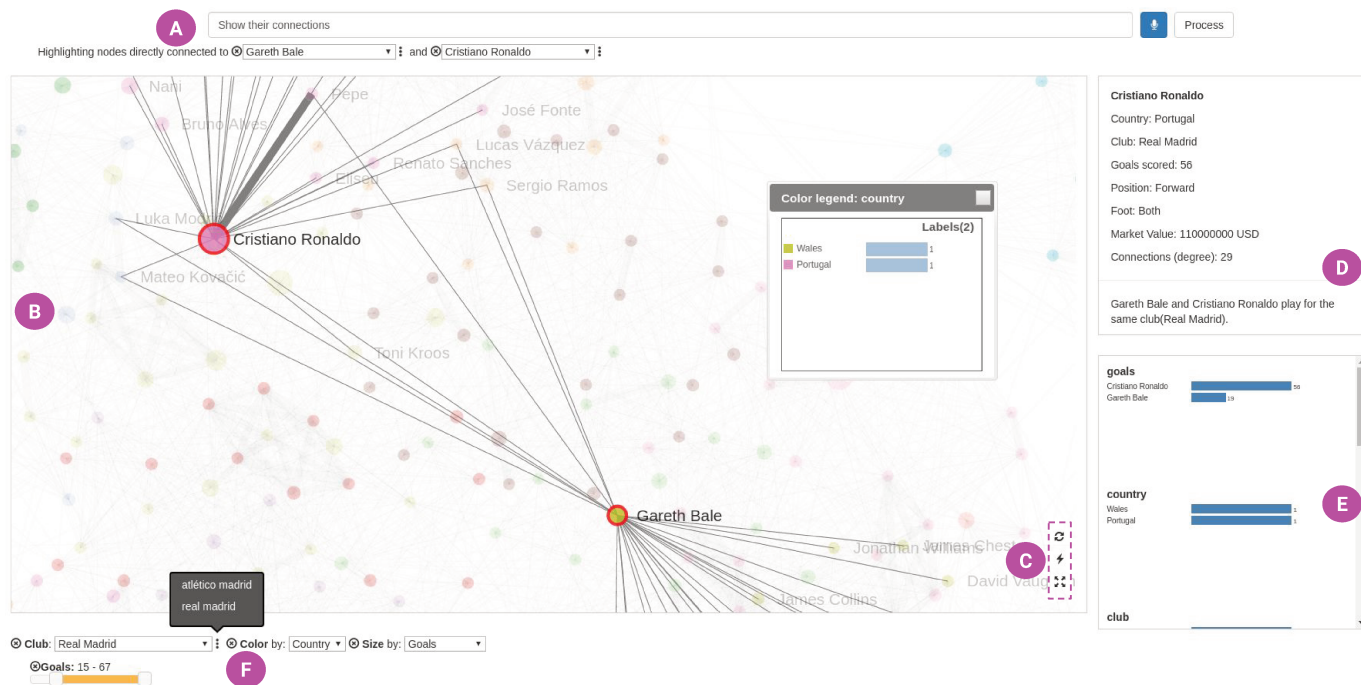 A
Show their connections
Process
Highlighting nodes directly connected to Gareth Bale and Cristiano Ronaldo
Nani
Pepe
José Fonte
Bruno Alves
Lucas Vázquez
Renato Sanches
Eliseu
Sergio Ramos
Luka Modrić
Cristiano Ronaldo
Mateo Kovačić
B
Toni Kroos
Color legend: country
Labels(2)
Wales 1
Portugal 1
Gareth Bale
Jonathan Williams
James Chest
C
David Vaughan
James Collins
Cristiano Ronaldo
Country: Portugal
Club: Real Madrid
Goals scored: 56
Position: Forward
Foot: Both
Market Value: 110000000 USD
Connections (degree): 29
D
Gareth Bale and Cristiano Ronaldo play for the
same club(Real Madrid).
goals
Cristiano Ronaldo 56
Gareth Bale 19
country
E
Wales 1
Portugal 1
club
atlético madrid
real madrid
Club: Real Madrid Color by: Country Size by: Goals
F
Goals: 15 - 67